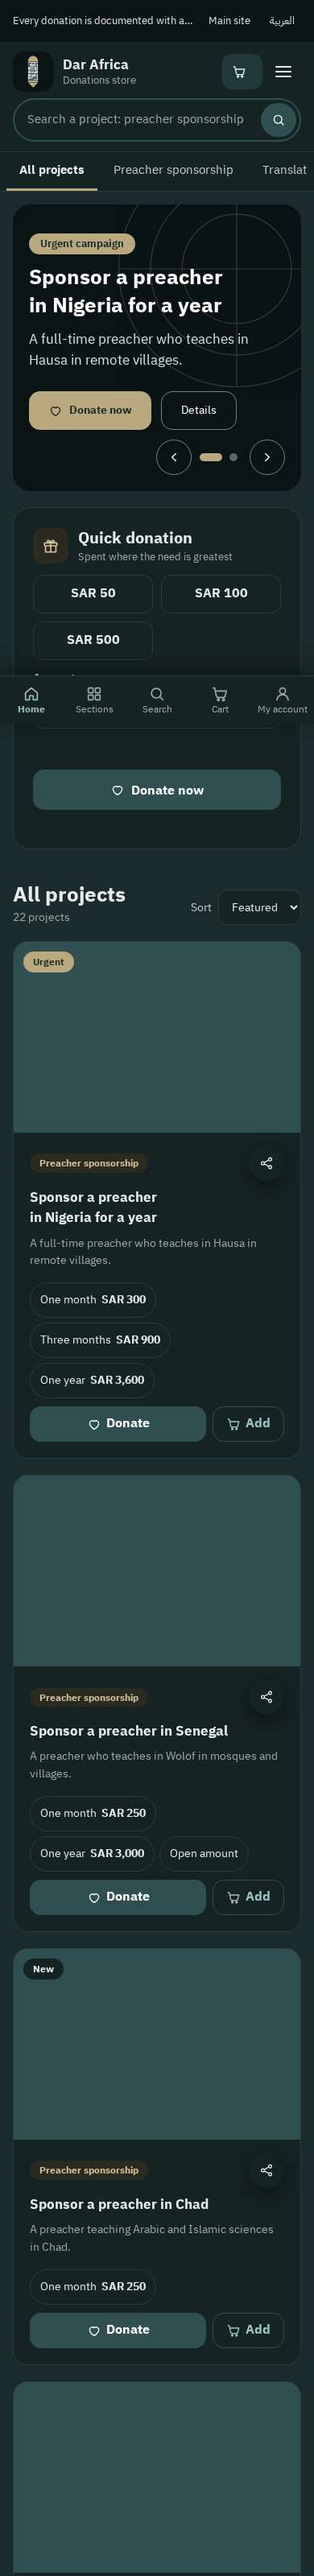 Every donation is documented with a...
Main site
العربية
Dar Africa
Donations store
Search a project: preacher sponsorship
All projects
Preacher sponsorship
Translat
Urgent campaign
Sponsor a preacher
in Nigeria for a year
A full-time preacher who teaches in
Hausa in remote villages.
Donate now
Details
Quick donation
Spent where the need is greatest
SAR 50
SAR 100
SAR 500
Home
Sections
Search
Cart
My account
Donate now
All projects
22 projects
Sort
Featured
Urgent
Preacher sponsorship
Sponsor a preacher
in Nigeria for a year
A full-time preacher who teaches in Hausa in
remote villages.
One month SAR 300
Three months SAR 900
One year SAR 3,600
Donate
Add
Preacher sponsorship
Sponsor a preacher in Senegal
A preacher who teaches in Wolof in mosques and
villages.
One month SAR 250
One year SAR 3,000
Open amount
Donate
Add
New
Preacher sponsorship
Sponsor a preacher in Chad
A preacher teaching Arabic and Islamic sciences
in Chad.
One month SAR 250
Donate
Add